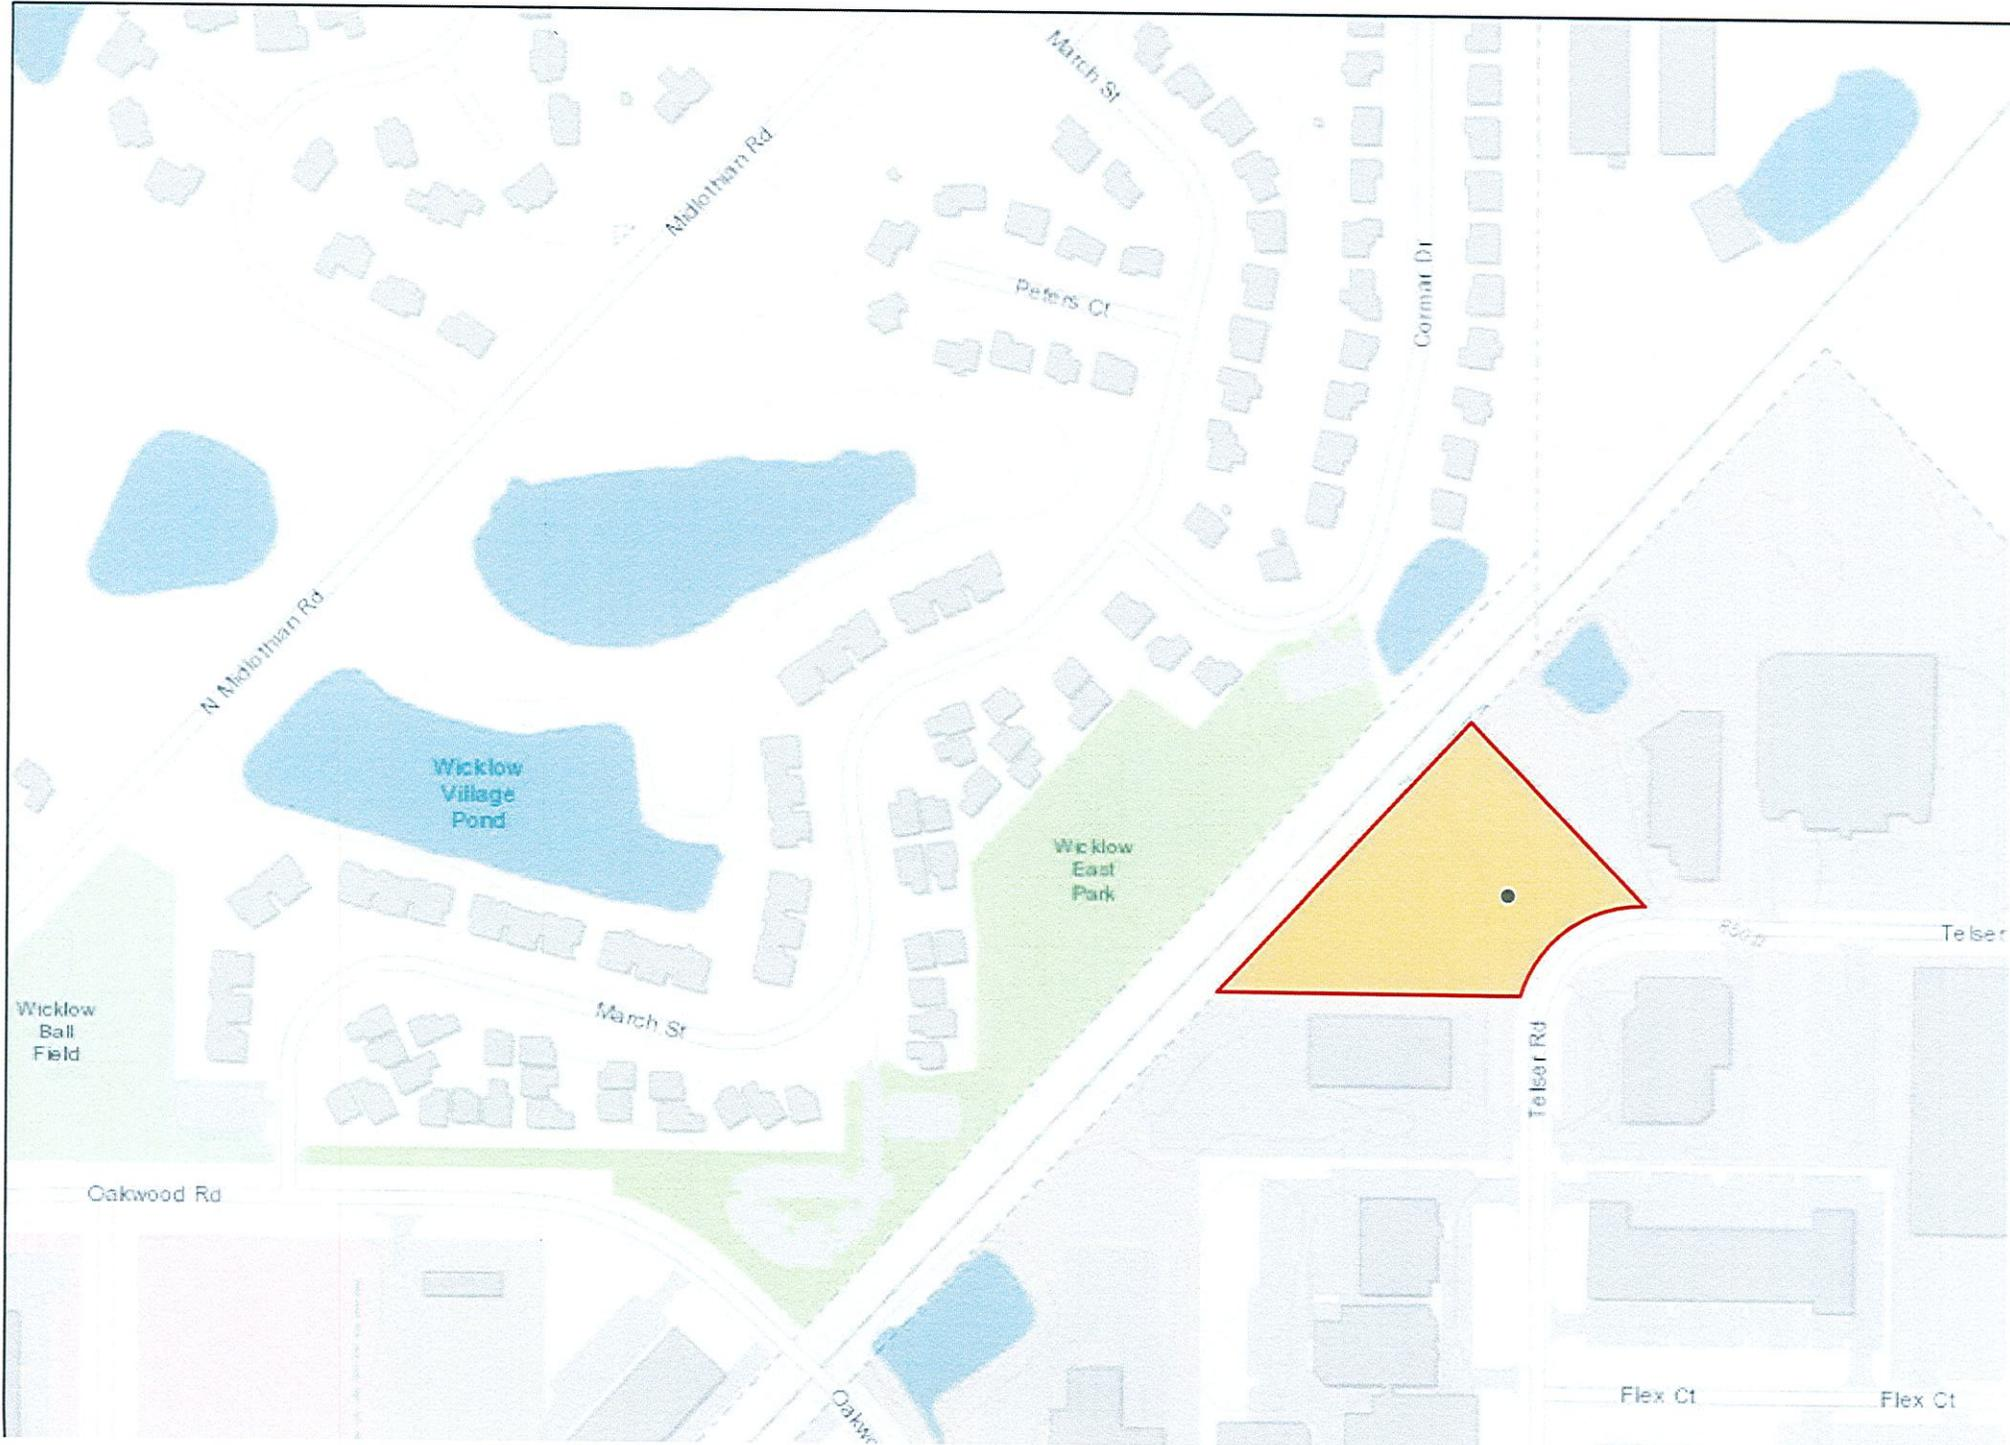 March St
Midlothian Rd
Peters Ct
Cormac Dr
N Midlothian Rd
Wicklow
Village
Pond
Wicklow
East
Park
Telser
Wicklow
Ball
Field
March St
Telser Rd
Oakwood Rd
Flex Ct
Flex Ct